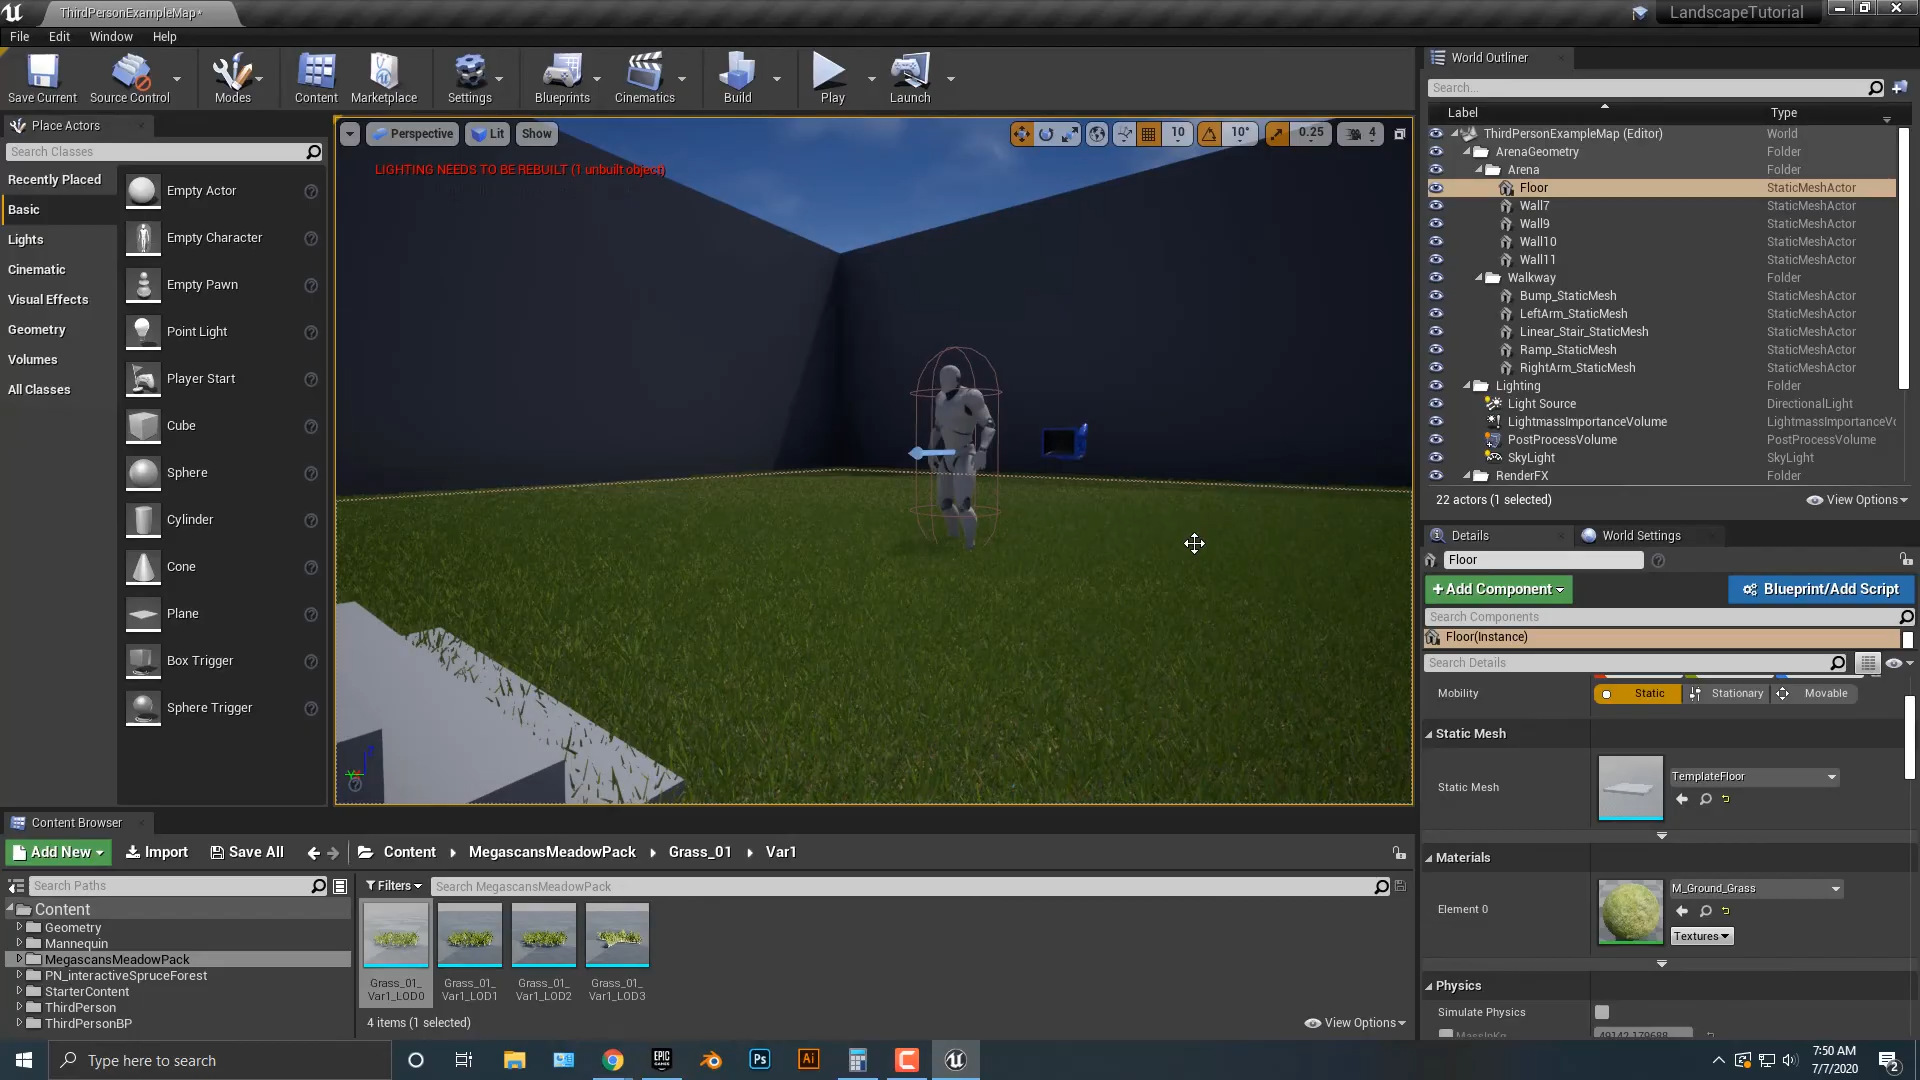 ThirdPersonExampleMap*
LandscapeTutorial
File Edit Window Help
Save Current Source Control Modes Content Marketplace Settings Blueprints Cinematics Build Play Launch
Place Actors
Search Classes
Recently Placed
Basic
Lights
Cinematic
Visual Effects
Geometry
Volumes
All Classes
Empty Actor
Empty Character
Empty Pawn
Point Light
Player Start
Cube
Sphere
Cylinder
Cone
Plane
Box Trigger
Sphere Trigger
Perspective Lit Show
10 10° 0.25 4
LIGHTING NEEDS TO BE REBUILT (1 unbuilt object)
World Outliner
Search...
Label Type
ThirdPersonExampleMap (Editor) World
ArenaGeometry Folder
Arena Folder
Floor StaticMeshActor
Wall7 StaticMeshActor
Wall9 StaticMeshActor
Wall10 StaticMeshActor
Wall11 StaticMeshActor
Walkway Folder
Bump_StaticMesh StaticMeshActor
LeftArm_StaticMesh StaticMeshActor
Linear_Stair_StaticMesh StaticMeshActor
Ramp_StaticMesh StaticMeshActor
RightArm_StaticMesh StaticMeshActor
Lighting Folder
Light Source DirectionalLight
LightmassImportanceVolume LightmassImportanceVo
PostProcessVolume PostProcessVolume
SkyLight SkyLight
RenderFX Folder
22 actors (1 selected) View Options
Details World Settings
Floor
+Add Component Blueprint/Add Script
Search Components
Floor(Instance)
Search Details
Mobility Static Stationary Movable
Static Mesh
Static Mesh TemplateFloor
Materials
Element 0 M_Ground_Grass
Textures
Physics
Simulate Physics
MassInKg 49142.179688
Content Browser
Add New Import Save All Content MegascansMeadowPack Grass_01 Var1
Search Paths
Filters Search MegascansMeadowPack
Content
Geometry
Mannequin
MegascansMeadowPack
PN_interactiveSpruceForest
StarterContent
ThirdPerson
ThirdPersonBP
Grass_01_ Grass_01_ Grass_01_ Grass_01_
Var1_LOD0 Var1_LOD1 Var1_LOD2 Var1_LOD3
4 items (1 selected) View Options
Type here to search
EPIC
GAMES
Ps
Ai
7:50 AM
7/7/2020
2